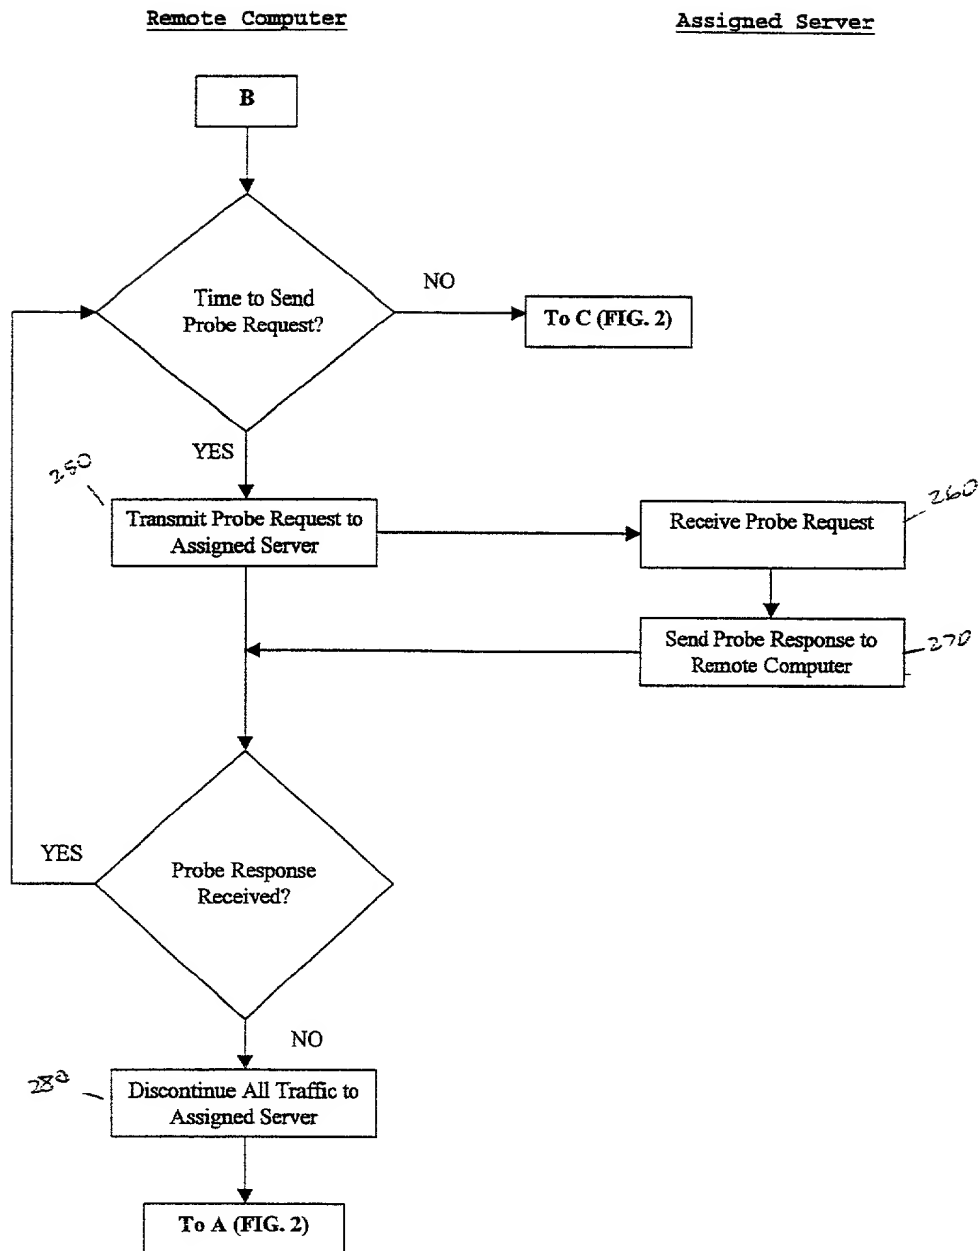 Remote Computer
Assigned Server
B
Time to Send
Probe Request?
NO
To C (FIG. 2)
YES
250
Transmit Probe Request to
Assigned Server
Receive Probe Request
260
Send Probe Response to
Remote Computer
270
YES
Probe Response
Received?
NO
280
Discontinue All Traffic to
Assigned Server
To A (FIG. 2)